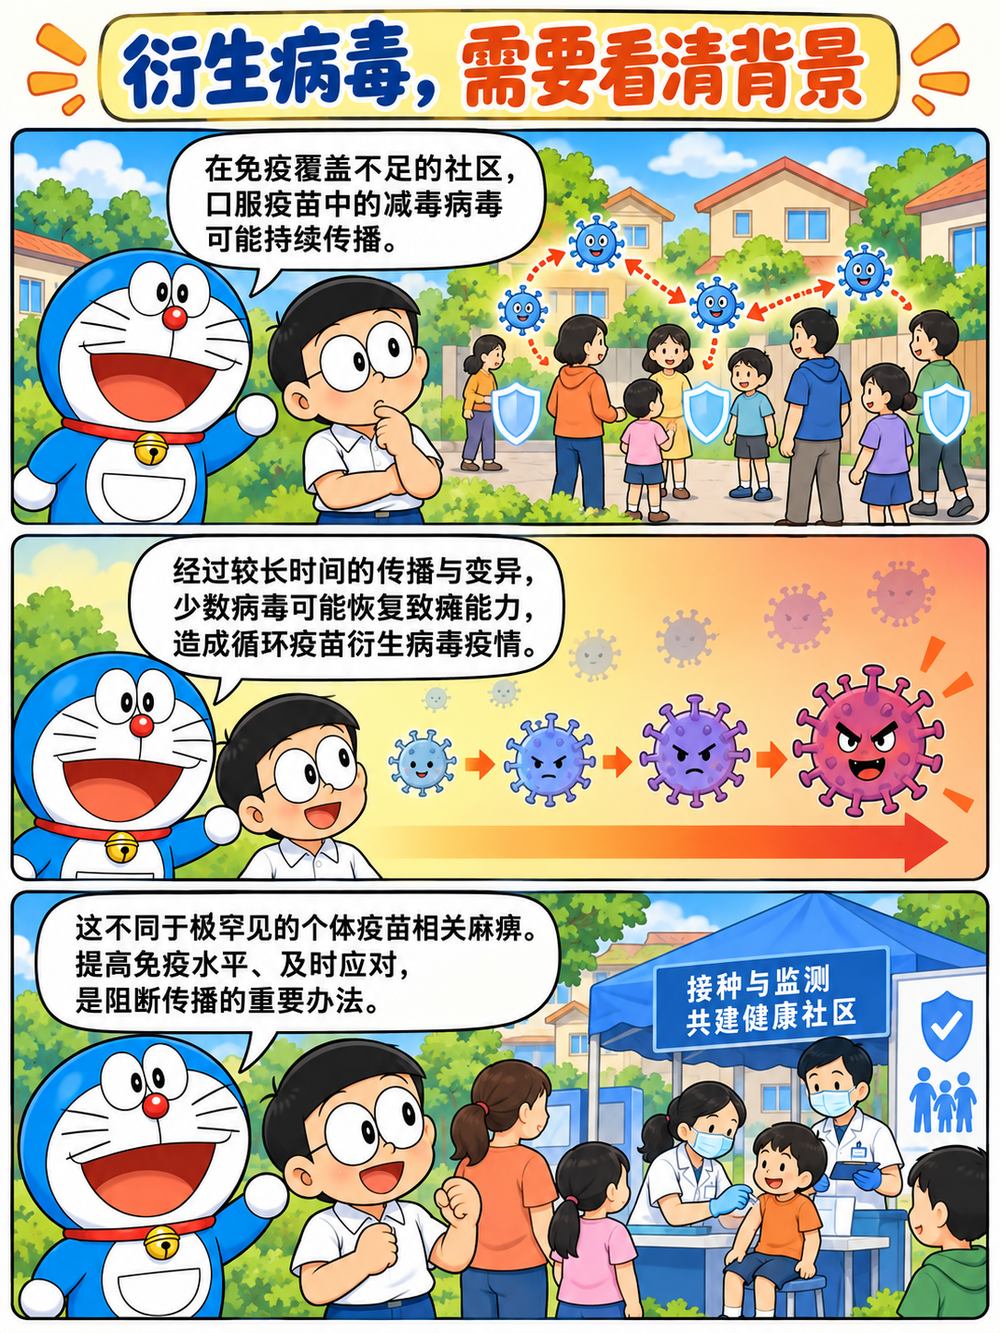 衍生病毒，需要看清背景
在免疫覆盖不足的社区，
口服疫苗中的减毒病毒
可能持续传播。
经过较长时间的传播与变异，
少数病毒可能恢复致瘫能力，
造成循环疫苗衍生病毒疫情。
这不同于极罕见的个体疫苗相关麻痹。
提高免疫水平、及时应对，
是阻断传播的重要办法。
接种与监测
共建健康社区